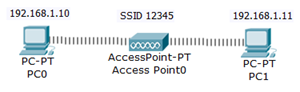 192.168.1.10 SSID 12345 192.168.1.11
PC-PT AccessPoint-PT PC-PT
PC0 Access Point0 PC1